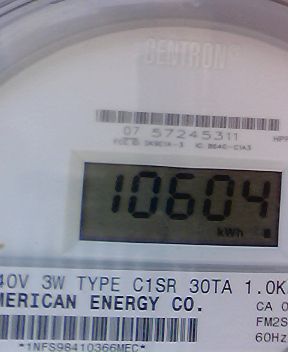 CENTRON®
07 57245311
10604
kWh
40V 3W TYPE C1SR 30TA 1.0K
MERICAN ENERGY CO.
CA 0
FM2S
60Hz
*1NFS98410366MEC*